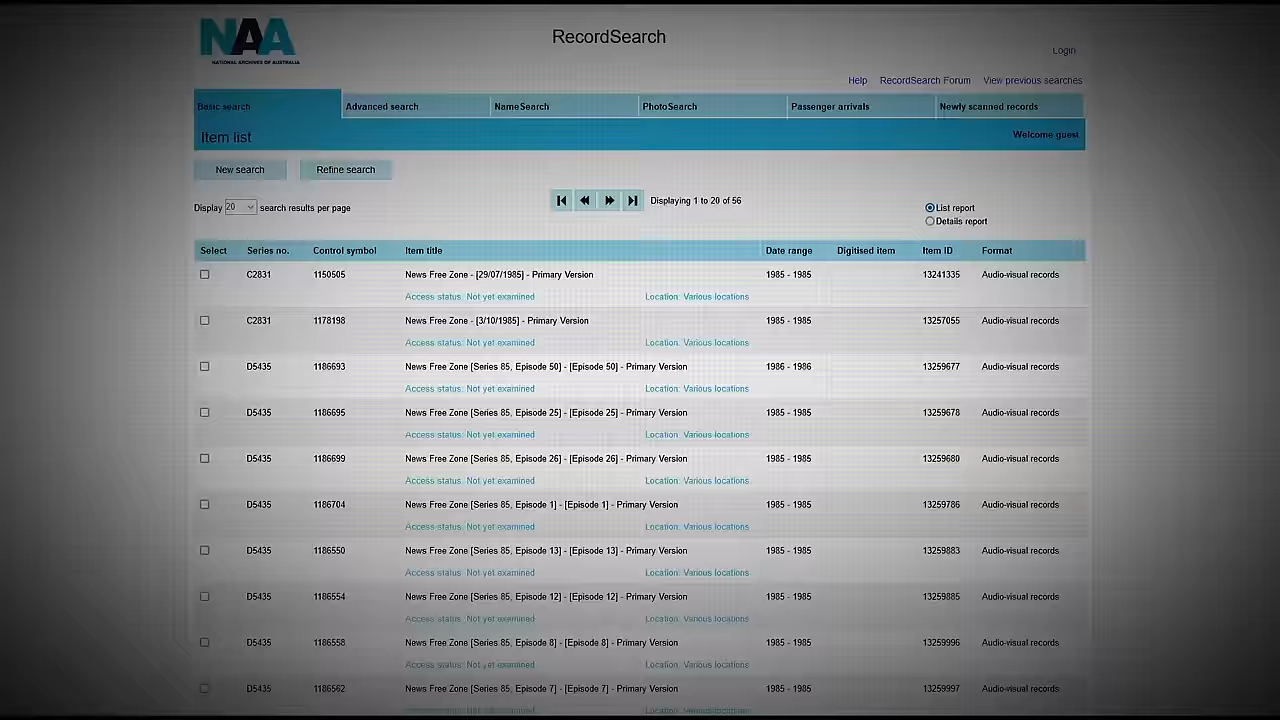 NAA
NATIONAL ARCHIVES OF AUSTRALIA
RecordSearch
Login
Help RecordSearch Forum View previous searches
Basic search Advanced search NameSearch PhotoSearch Passenger arrivals Newly scanned records
Item list Welcome guest
New search Refine search
Display 20 search results per page Displaying 1 to 20 of 56 List report
Details report
Select Series no. Control symbol Item title Date range Digitised item Item ID Format
C2831 1150505 News Free Zone - [29/07/1985] - Primary Version 1985 - 1985 13241335 Audio-visual records
Access status: Not yet examined Location: Various locations
C2831 1178198 News Free Zone - [3/10/1985] - Primary Version 1985 - 1985 13257055 Audio-visual records
Access status: Not yet examined Location: Various locations
D5435 1186693 News Free Zone [Series 85, Episode 50] - [Episode 50] - Primary Version 1986 - 1986 13259677 Audio-visual records
Access status: Not yet examined Location: Various locations
D5435 1186695 News Free Zone [Series 85, Episode 25] - [Episode 25] - Primary Version 1985 - 1985 13259678 Audio-visual records
Access status: Not yet examined Location: Various locations
D5435 1186699 News Free Zone [Series 85, Episode 26] - [Episode 26] - Primary Version 1985 - 1985 13259680 Audio-visual records
Access status: Not yet examined Location: Various locations
D5435 1186704 News Free Zone [Series 85, Episode 1] - [Episode 1] - Primary Version 1985 - 1985 13259786 Audio-visual records
Access status: Not yet examined Location: Various locations
D5435 1186550 News Free Zone [Series 85, Episode 13] - [Episode 13] - Primary Version 1985 - 1985 13259883 Audio-visual records
Access status: Not yet examined Location: Various locations
D5435 1186554 News Free Zone [Series 85, Episode 12] - [Episode 12] - Primary Version 1985 - 1985 13259885 Audio-visual records
Access status: Not yet examined Location: Various locations
D5435 1186558 News Free Zone [Series 85, Episode 8] - [Episode 8] - Primary Version 1985 - 1985 13259996 Audio-visual records
Access status: Not yet examined Location: Various locations
D5435 1186562 News Free Zone [Series 85, Episode 7] - [Episode 7] - Primary Version 1985 - 1985 13259997 Audio-visual records
Access status: Not yet examined Location: Various locations